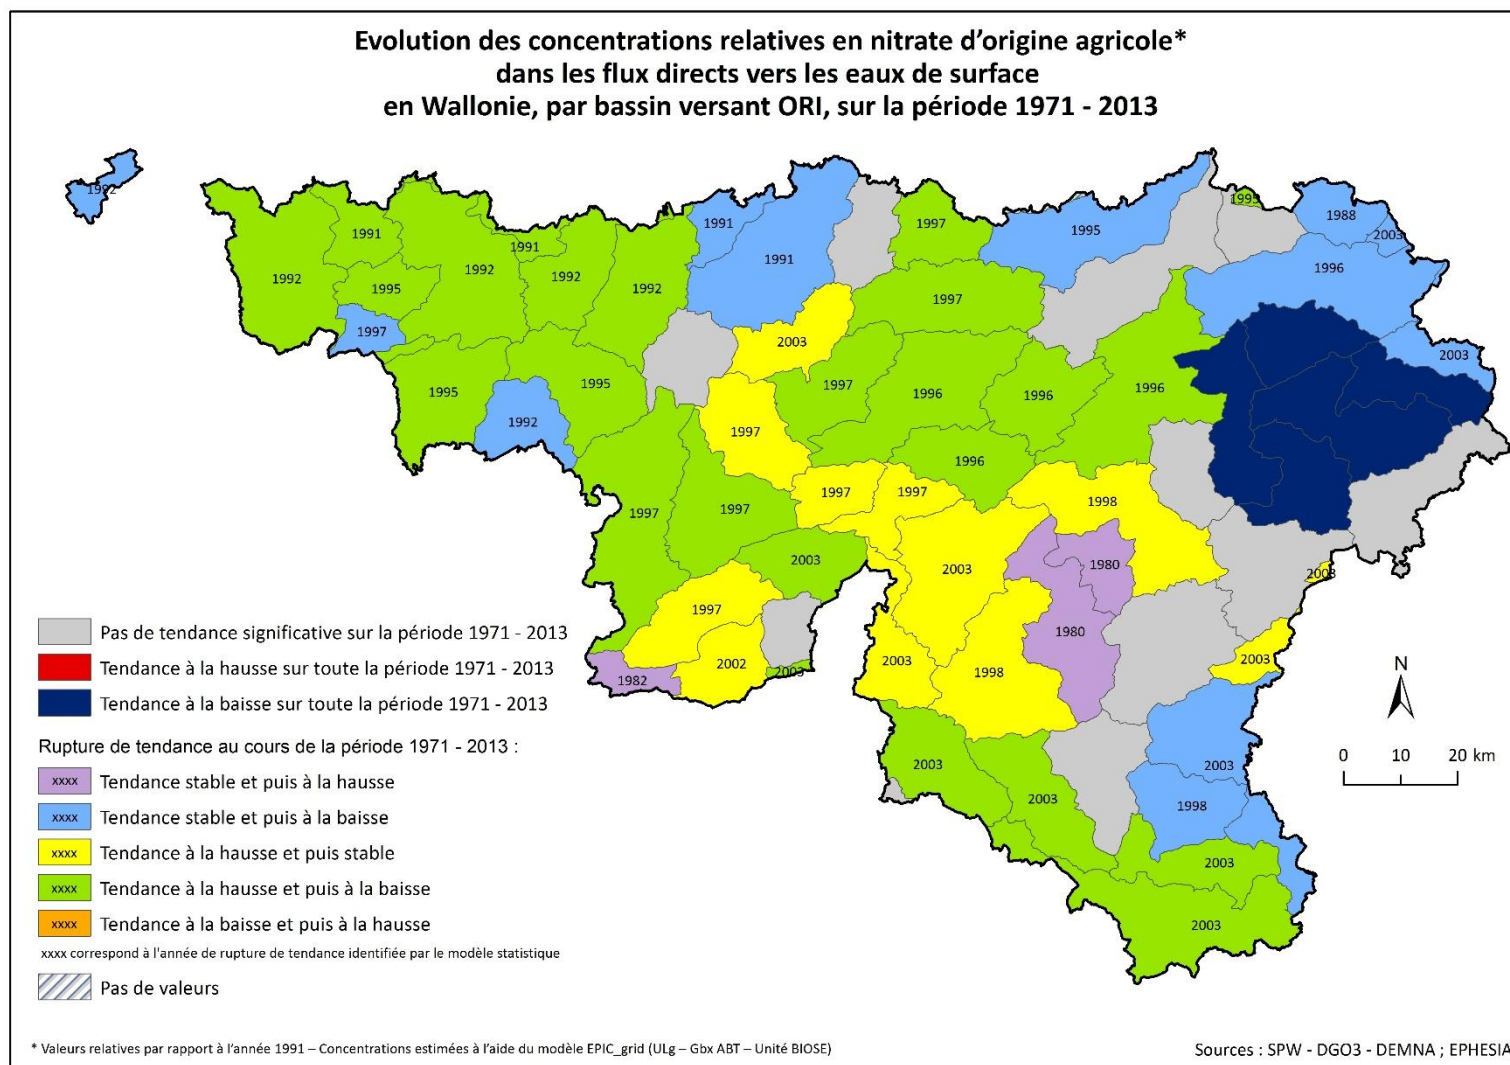 Evolution des concentrations relatives en nitrate d'origine agricole*
dans les flux directs vers les eaux de surface
en Wallonie, par bassin versant ORI, sur la période 1971 - 2013
1992
1991
1992
1995
1997
1992
1991
1992
1992
1991
1991
1997
1995
1995
1988
2003
1996
2003
1997
2003
1995
1995
1992
1997
1996
1996
1996
1996
1997
1997
1997
1998
1997
1997
2003
2003
1980
1980
2003
1997
2002
1982
2003
2003
1998
2003
2003
2003
2003
1998
2003
2003
Pas de tendance significative sur la période 1971 - 2013
Tendance à la hausse sur toute la période 1971 - 2013
Tendance à la baisse sur toute la période 1971 - 2013
Rupture de tendance au cours de la période 1971 - 2013 :
xxxx Tendance stable et puis à la hausse
xxxx Tendance stable et puis à la baisse
xxxx Tendance à la hausse et puis stable
xxxx Tendance à la hausse et puis à la baisse
xxxx Tendance à la baisse et puis à la hausse
xxxx correspond à l'année de rupture de tendance identifiée par le modèle statistique
Pas de valeurs
N
0 10 20 km
* Valeurs relatives par rapport à l'année 1991 – Concentrations estimées à l'aide du modèle EPIC_grid (ULg – Gbx ABT – Unité BIOSE)
Sources : SPW - DGO3 - DEMNA ; EPHESIA